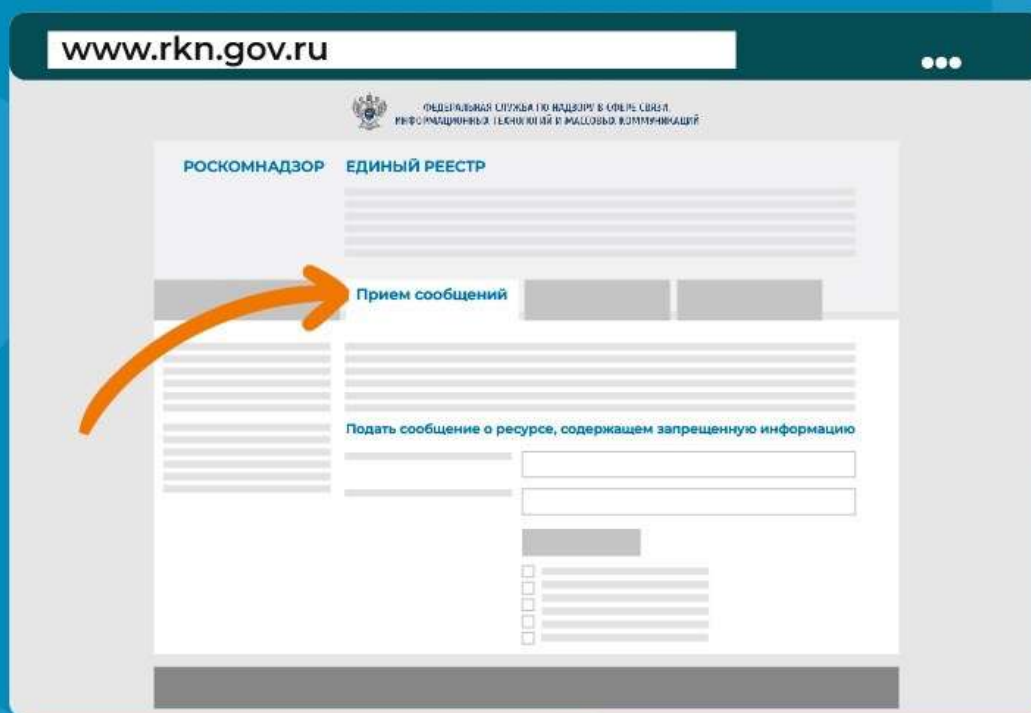 www.rkn.gov.ru
ФЕДЕРАЛЬНАЯ СЛУЖБА ПО НАДЗОРУ В СФЕРЕ СВЯЗИ,
ИНФОРМАЦИОННЫХ ТЕХНОЛОГИЙ И МАССОВЫХ КОММУНИКАЦИЙ
РОСКОМНАДЗОР
ЕДИНЫЙ РЕЕСТР
Прием сообщений
Подать сообщение о ресурсе, содержащем запрещенную информацию